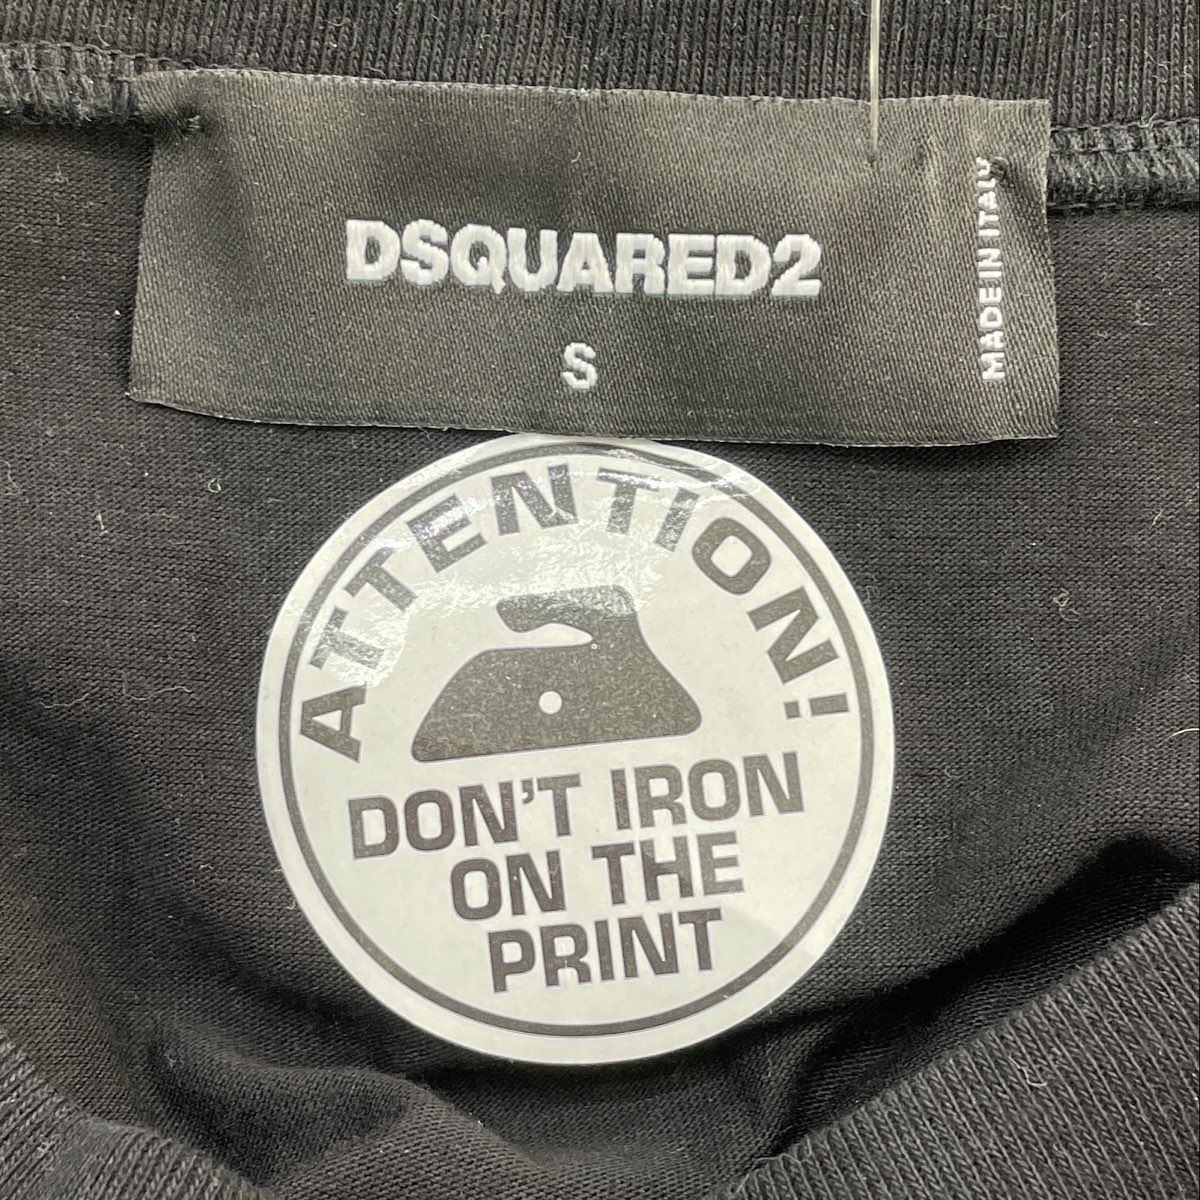 DSQUARED2
S
MADE IN ITALY
ATTENTION!
DON'T IRON
ON THE
PRINT